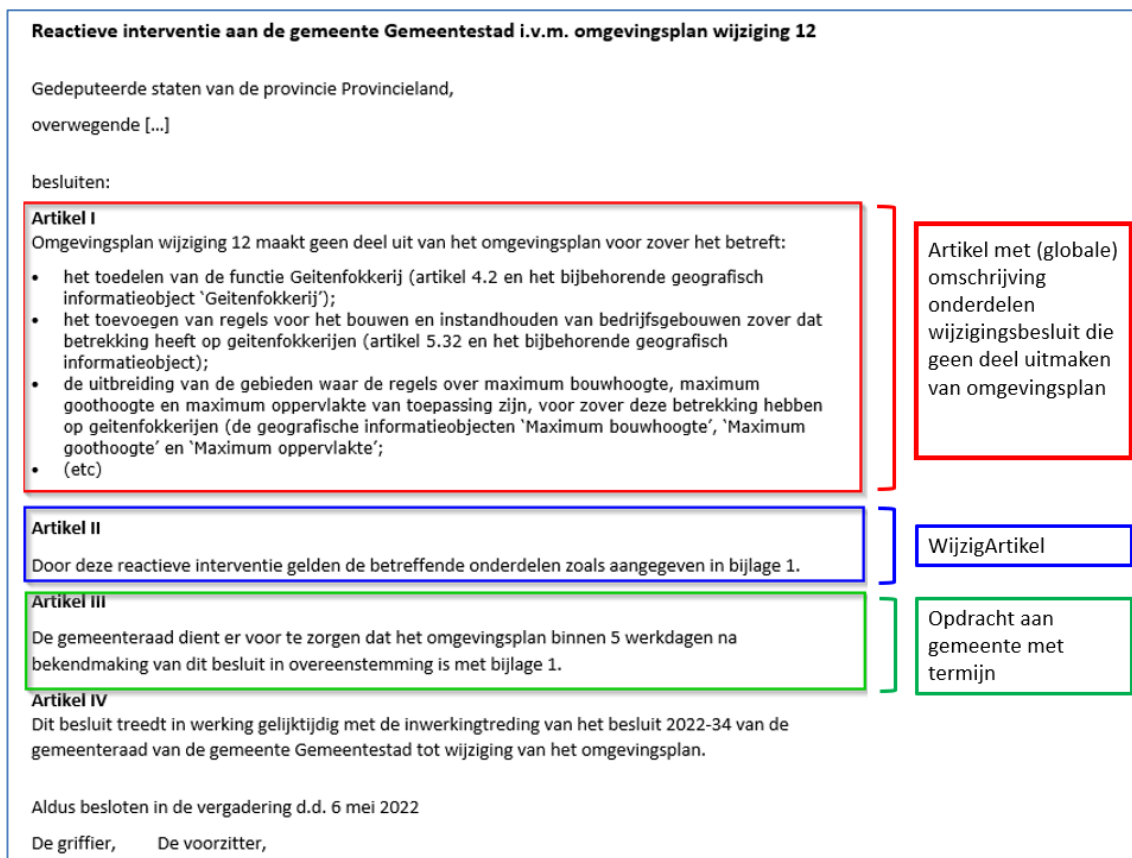 Reactieve interventie aan de gemeente Gemeentestad i.v.m. omgevingsplan wijziging 12
Gedeputeerde staten van de provincie Provincieland,
overwegende [...]
besluiten:
Artikel I
Omgevingsplan wijziging 12 maakt geen deel uit van het omgevingsplan voor zover het betreft:
• het toedelen van de functie Geitenfokkerij (artikel 4.2 en het bijbehorende geografisch
informatieobject ‘Geitenfokkerij’);
• het toevoegen van regels voor het bouwen en instandhouden van bedrijfsgebouwen zover dat
betrekking heeft op geitenfokkerijen (artikel 5.32 en het bijbehorende geografisch
informatieobject);
• de uitbreiding van de gebieden waar de regels over maximum bouwhoogte, maximum
goothoogte en maximum oppervlakte van toepassing zijn, voor zover deze betrekking hebben
op geitenfokkerijen (de geografische informatieobjecten ‘Maximum bouwhoogte’, ‘Maximum
goothoogte’ en ‘Maximum oppervlakte’;
• (etc)
Artikel met (globale)
omschrijving
onderdelen
wijzigingsbesluit die
geen deel uitmaken
van omgevingsplan
Artikel II
Door deze reactieve interventie gelden de betreffende onderdelen zoals aangegeven in bijlage 1.
WijzigArtikel
Artikel III
De gemeenteraad dient er voor te zorgen dat het omgevingsplan binnen 5 werkdagen na
bekendmaking van dit besluit in overeenstemming is met bijlage 1.
Opdracht aan
gemeente met
termijn
Artikel IV
Dit besluit treedt in werking gelijktijdig met de inwerkingtreding van het besluit 2022-34 van de
gemeenteraad van de gemeente Gemeentestad tot wijziging van het omgevingsplan.
Aldus besloten in de vergadering d.d. 6 mei 2022
De griffier, De voorzitter,